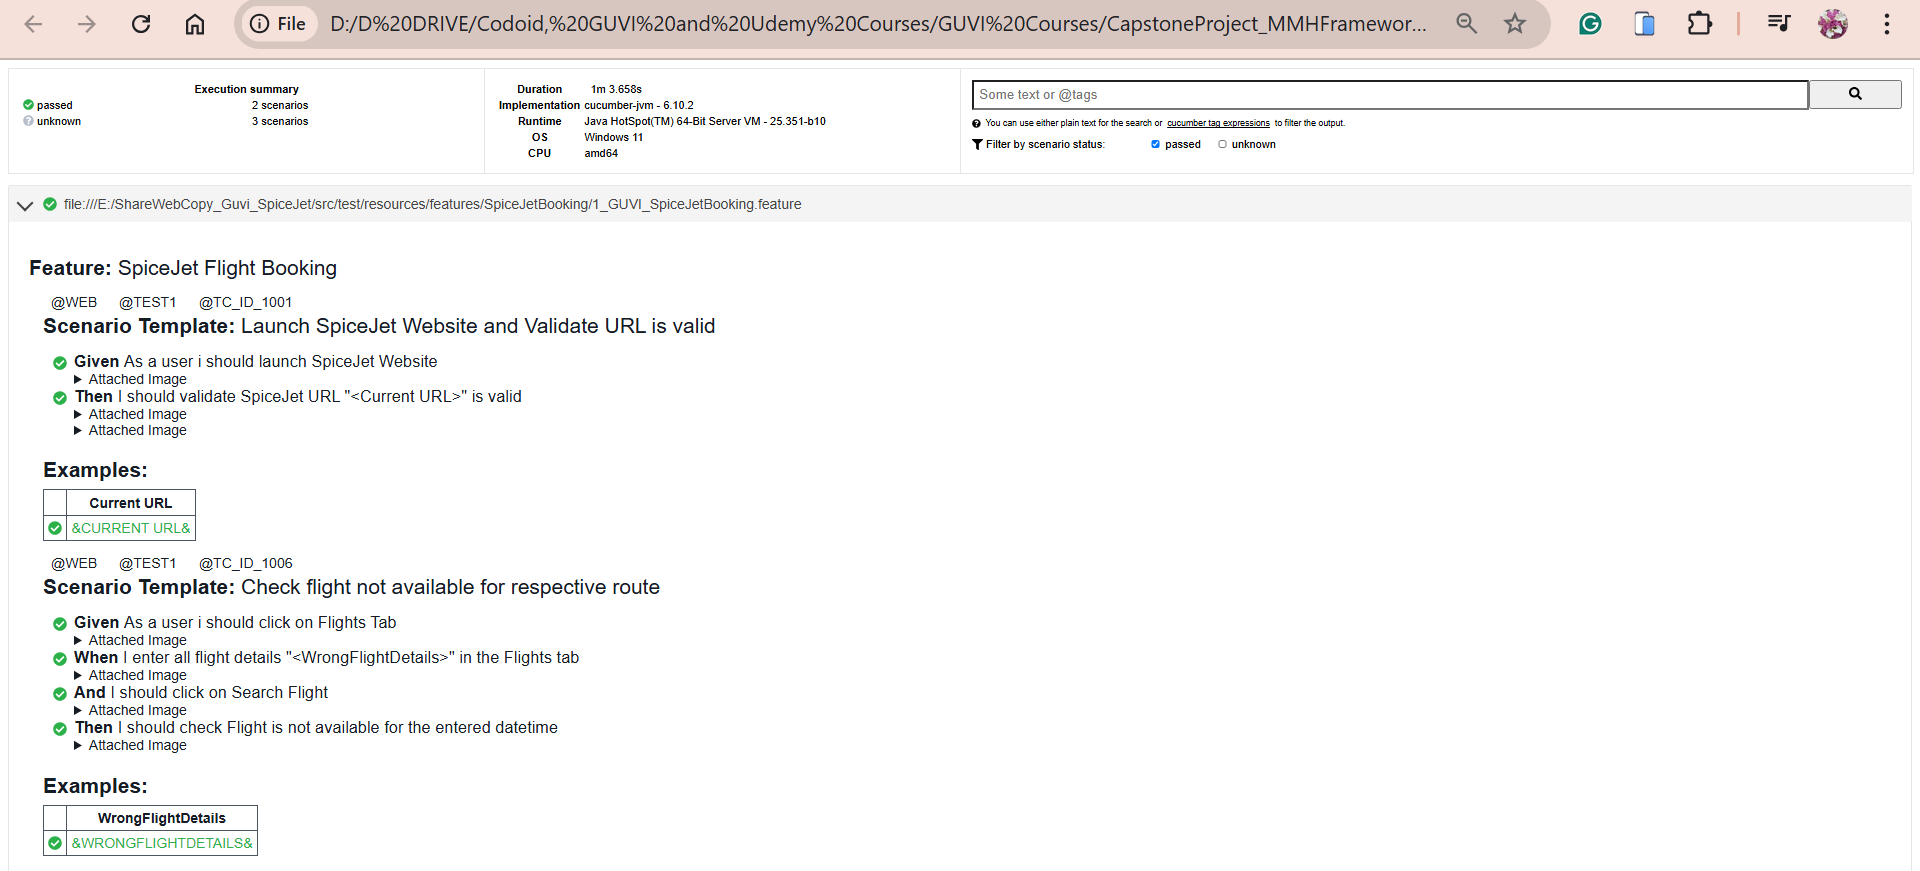 File D:/D%20DRIVE/Codoid,%20GUVI%20and%20Udemy%20Courses/GUVI%20Courses/CapstoneProject_MMHFramewor...
Execution summary
passed 2 scenarios
unknown 3 scenarios
Duration 1m 3.658s
Implementation cucumber-jvm - 6.10.2
Runtime Java HotSpot(TM) 64-Bit Server VM - 25.351-b10
OS Windows 11
CPU amd64
Some text or @tags
You can use either plain text for the search or cucumber tag expressions to filter the output.
Filter by scenario status: passed unknown
file:///E:/ShareWebCopy_Guvi_SpiceJet/src/test/resources/features/SpiceJetBooking/1_GUVI_SpiceJetBooking.feature
Feature: SpiceJet Flight Booking
@WEB @TEST1 @TC_ID_1001
Scenario Template: Launch SpiceJet Website and Validate URL is valid
Given As a user i should launch SpiceJet Website
Attached Image
Then I should validate SpiceJet URL "<Current URL>" is valid
Attached Image
Attached Image
Examples:
Current URL
&CURRENT URL&
@WEB @TEST1 @TC_ID_1006
Scenario Template: Check flight not available for respective route
Given As a user i should click on Flights Tab
Attached Image
When I enter all flight details "<WrongFlightDetails>" in the Flights tab
Attached Image
And I should click on Search Flight
Attached Image
Then I should check Flight is not available for the entered datetime
Attached Image
Examples:
WrongFlightDetails
&WRONGFLIGHTDETAILS&